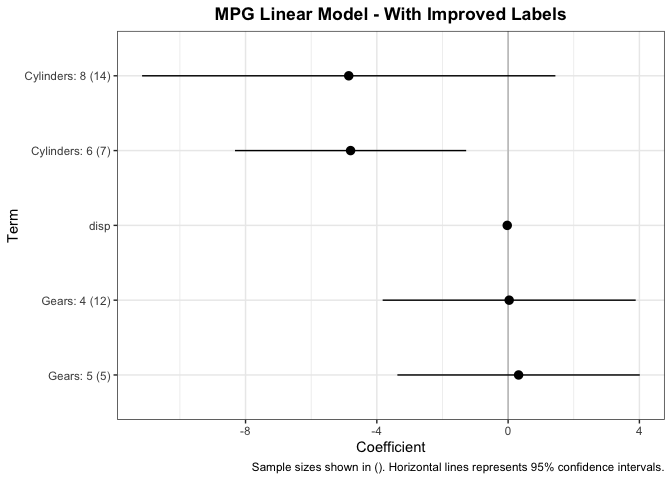 MPG Linear Model - With Improved Labels
Term
Cylinders: 8 (14)
Cylinders: 6 (7)
disp
Gears: 4 (12)
Gears: 5 (5)
-8 -4 0 4
Coefficient
Sample sizes shown in (). Horizontal lines represents 95% confidence intervals.